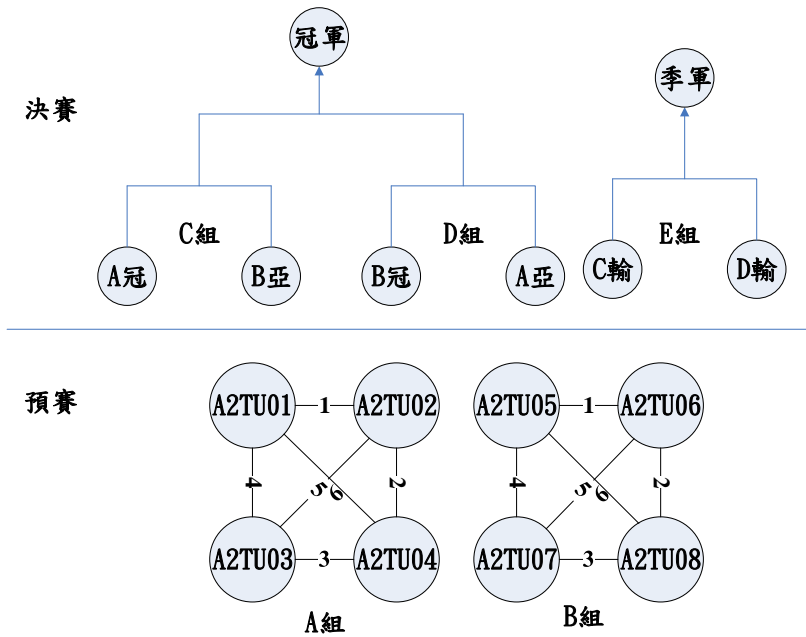 冠軍
季軍
決賽
C組 D組 E組
A冠 B亞 B冠 A亞 C輸 D輸
預賽
A2TU01 1 A2TU02 A2TU05 1 A2TU06
4 5 6 2 4 5 6 2
A2TU03 3 A2TU04 A2TU07 3 A2TU08
A組 B組